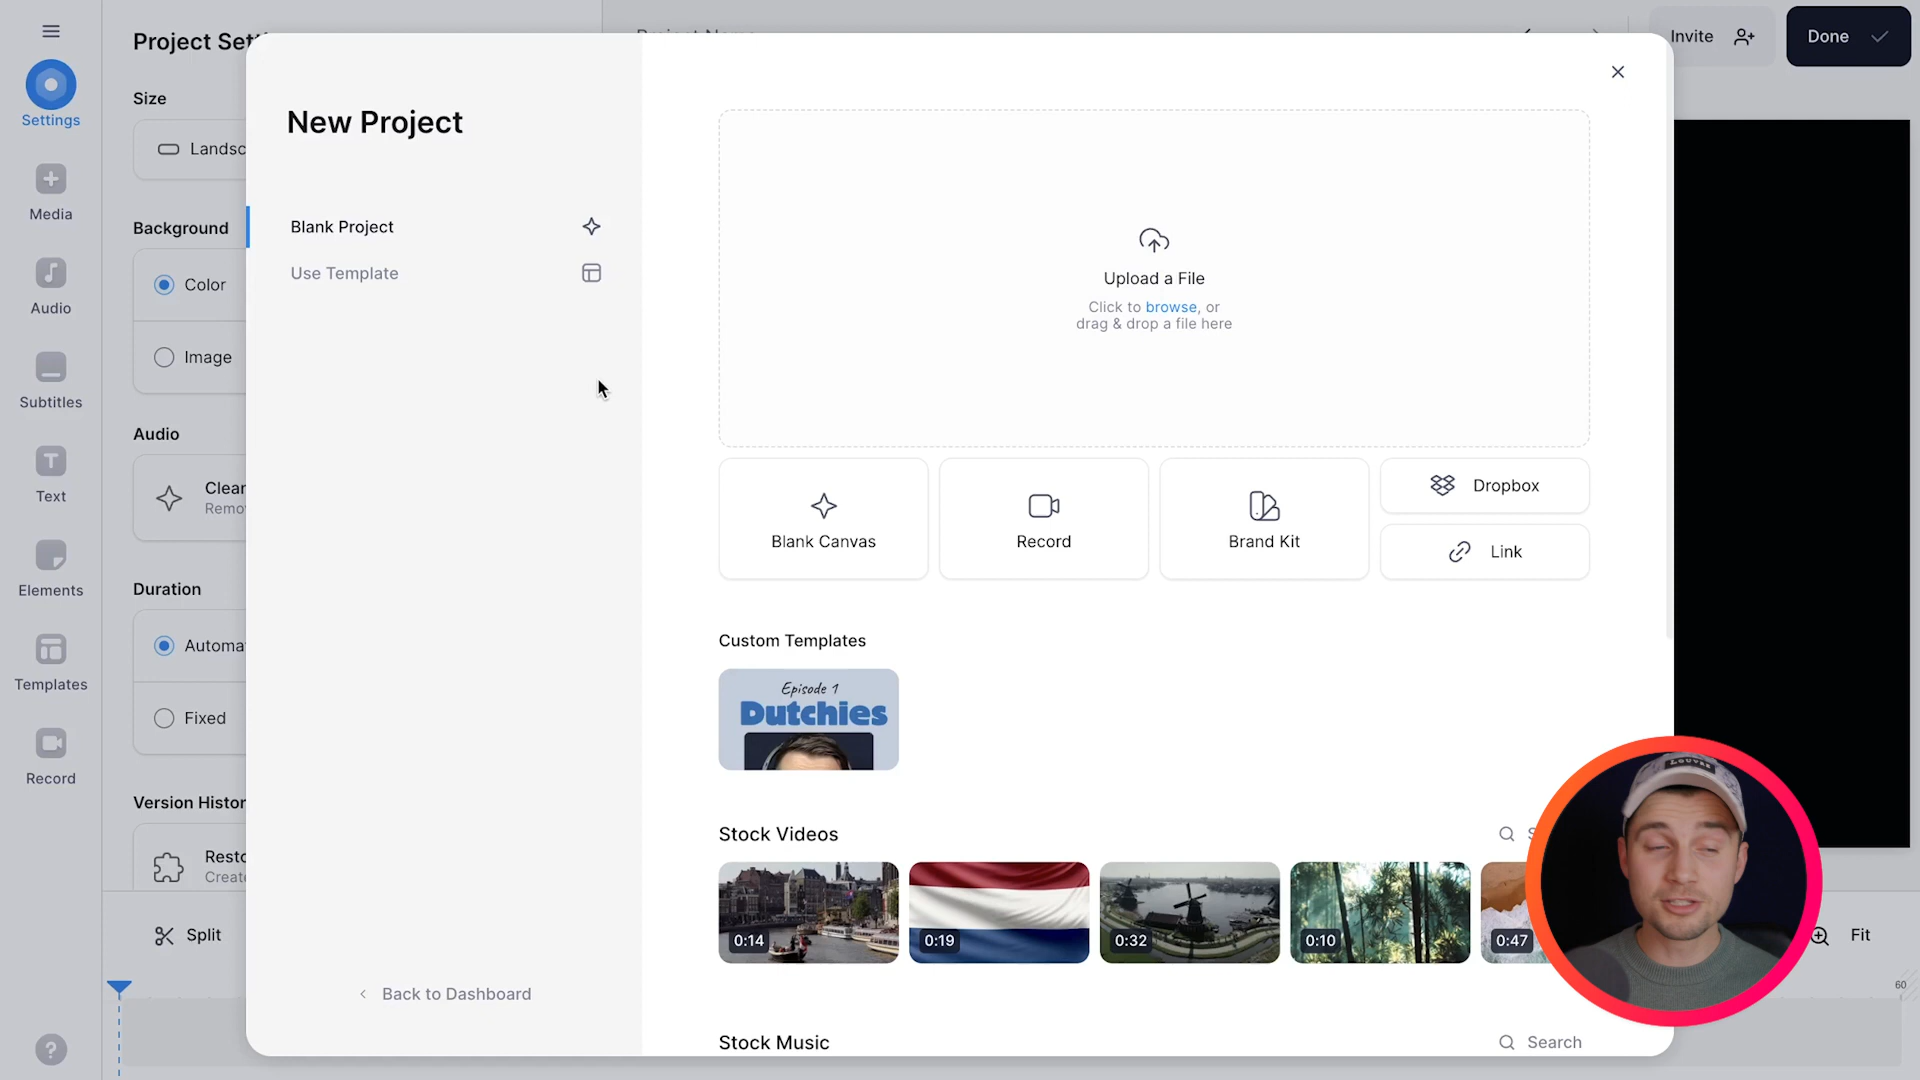 Project Set
Invite
Done
Settings
Size
Landsc
Media
Background
Color
Image
Audio
Audio
Clean
Remo
Subtitles
Text
Elements
Duration
Automa
Fixed
Templates
Record
Version Histor
Resto
Create
Split
Fit
60
?
New Project
Blank Project
Use Template
Back to Dashboard
Upload a File
Click to browse, or
drag & drop a file here
Blank Canvas
Record
Brand Kit
Dropbox
Link
Custom Templates
Episode 1
Dutchies
Stock Videos
0:14
0:19
0:32
0:10
0:47
Stock Music
Search
LOUVRE